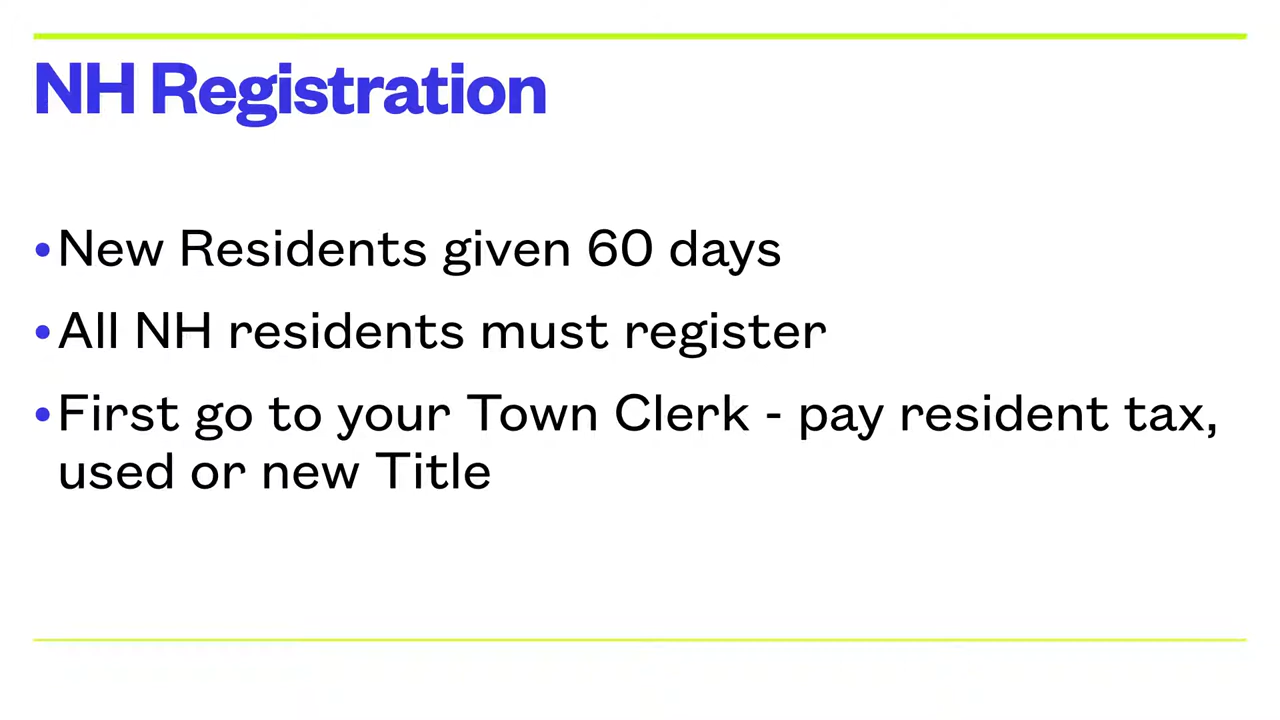 NH Registration
•New Residents given 60 days
•All NH residents must register
•First go to your Town Clerk - pay resident tax,
used or new Title